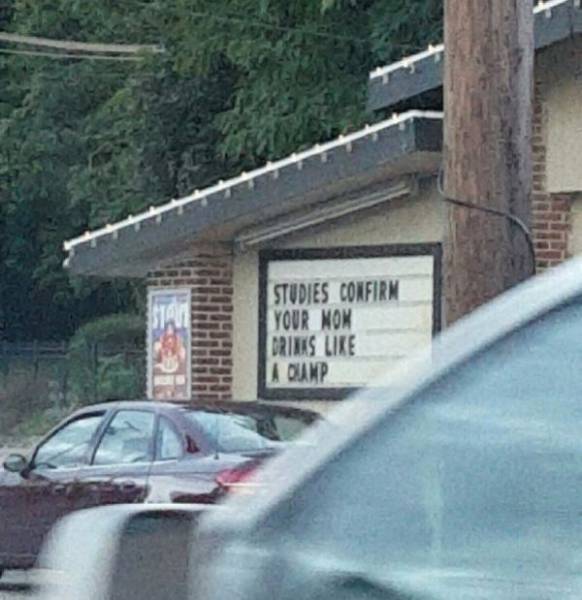 STUDIES CONFIRM
YOUR MOM
DRINKS LIKE
A CHAMP